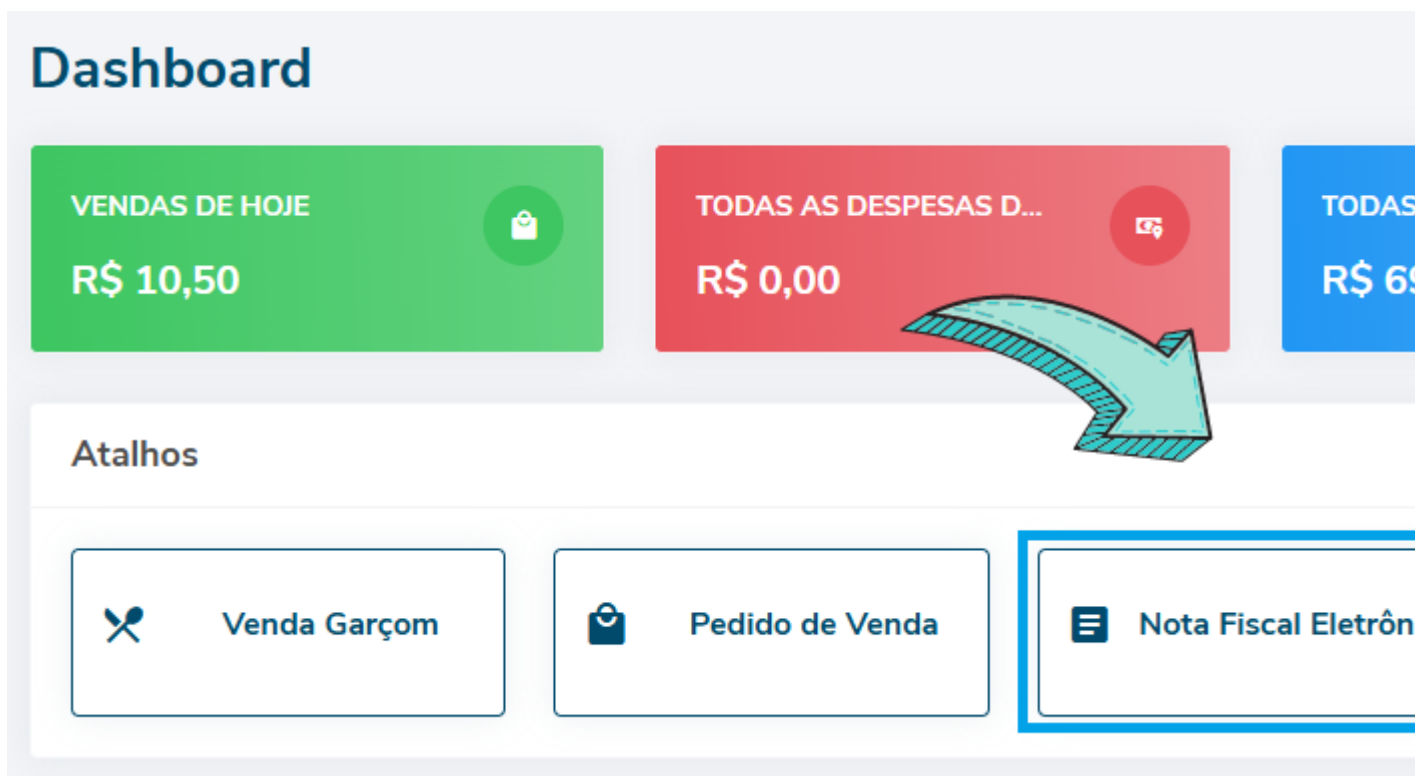 Dashboard
VENDAS DE HOJE
R$ 10,50
TODAS AS DESPESAS D...
R$ 0,00
TODAS
R$ 69
Atalhos
Venda Garçom
Pedido de Venda
Nota Fiscal Eletrôn